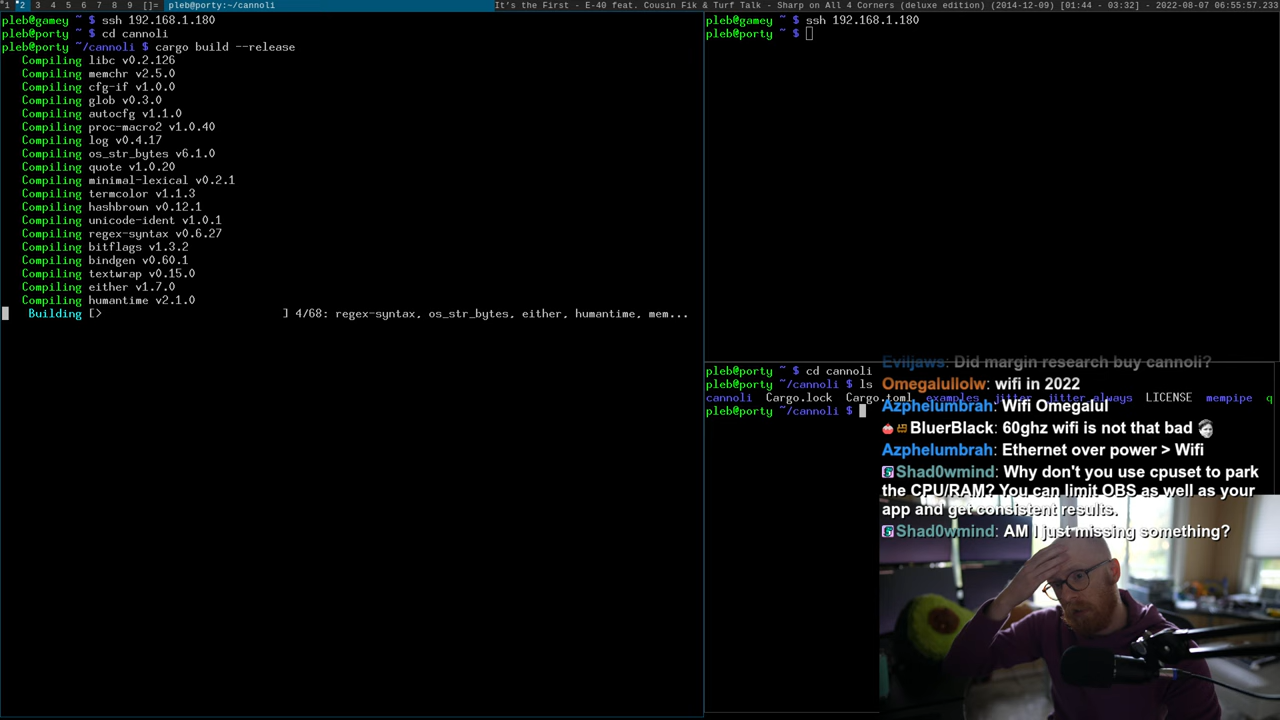 1 2 3 4 5 6 7 8 9 []= pleb@porty:~/cannoli It's the First - E-40 feat. Cousin Fik & Turf Talk - Sharp on All 4 Corners (deluxe edition) (2014-12-09) [01:44 - 03:32] - 2022-08-07 06:55:57.233
pleb@gamey ~ $ ssh 192.168.1.180
pleb@porty ~ $ cd cannoli
pleb@porty ~/cannoli $ cargo build --release
Compiling libc v0.2.126
Compiling memchr v2.5.0
Compiling cfg-if v1.0.0
Compiling glob v0.3.0
Compiling autocfg v1.1.0
Compiling proc-macro2 v1.0.40
Compiling log v0.4.17
Compiling os_str_bytes v6.1.0
Compiling quote v1.0.20
Compiling minimal-lexical v0.2.1
Compiling termcolor v1.1.3
Compiling hashbrown v0.12.1
Compiling unicode-ident v1.0.1
Compiling regex-syntax v0.6.27
Compiling bitflags v1.3.2
Compiling bindgen v0.60.1
Compiling textwrap v0.15.0
Compiling either v1.7.0
Compiling humantime v2.1.0
Building [> ] 4/68: regex-syntax, os_str_bytes, either, humantime, mem...
pleb@gamey ~ $ ssh 192.168.1.180
pleb@porty ~ $
pleb@porty ~ $ cd cannoli
pleb@porty ~/cannoli $ ls
cannoli Cargo.lock Cargo.toml examples jitter jitter_always LICENSE mempipe q
pleb@porty ~/cannoli $
Eviljaws: Did margin research buy cannoli?
Omegalullolw: wifi in 2022
Azphelumbrah: Wifi Omegalul
BluerBlack: 60ghz wifi is not that bad
Azphelumbrah: Ethernet over power > Wifi
Shad0wmind: Why don't you use cpuset to park
the CPU/RAM? You can limit OBS as well as your
app and get consistent results.
Shad0wmind: AM I just missing something?